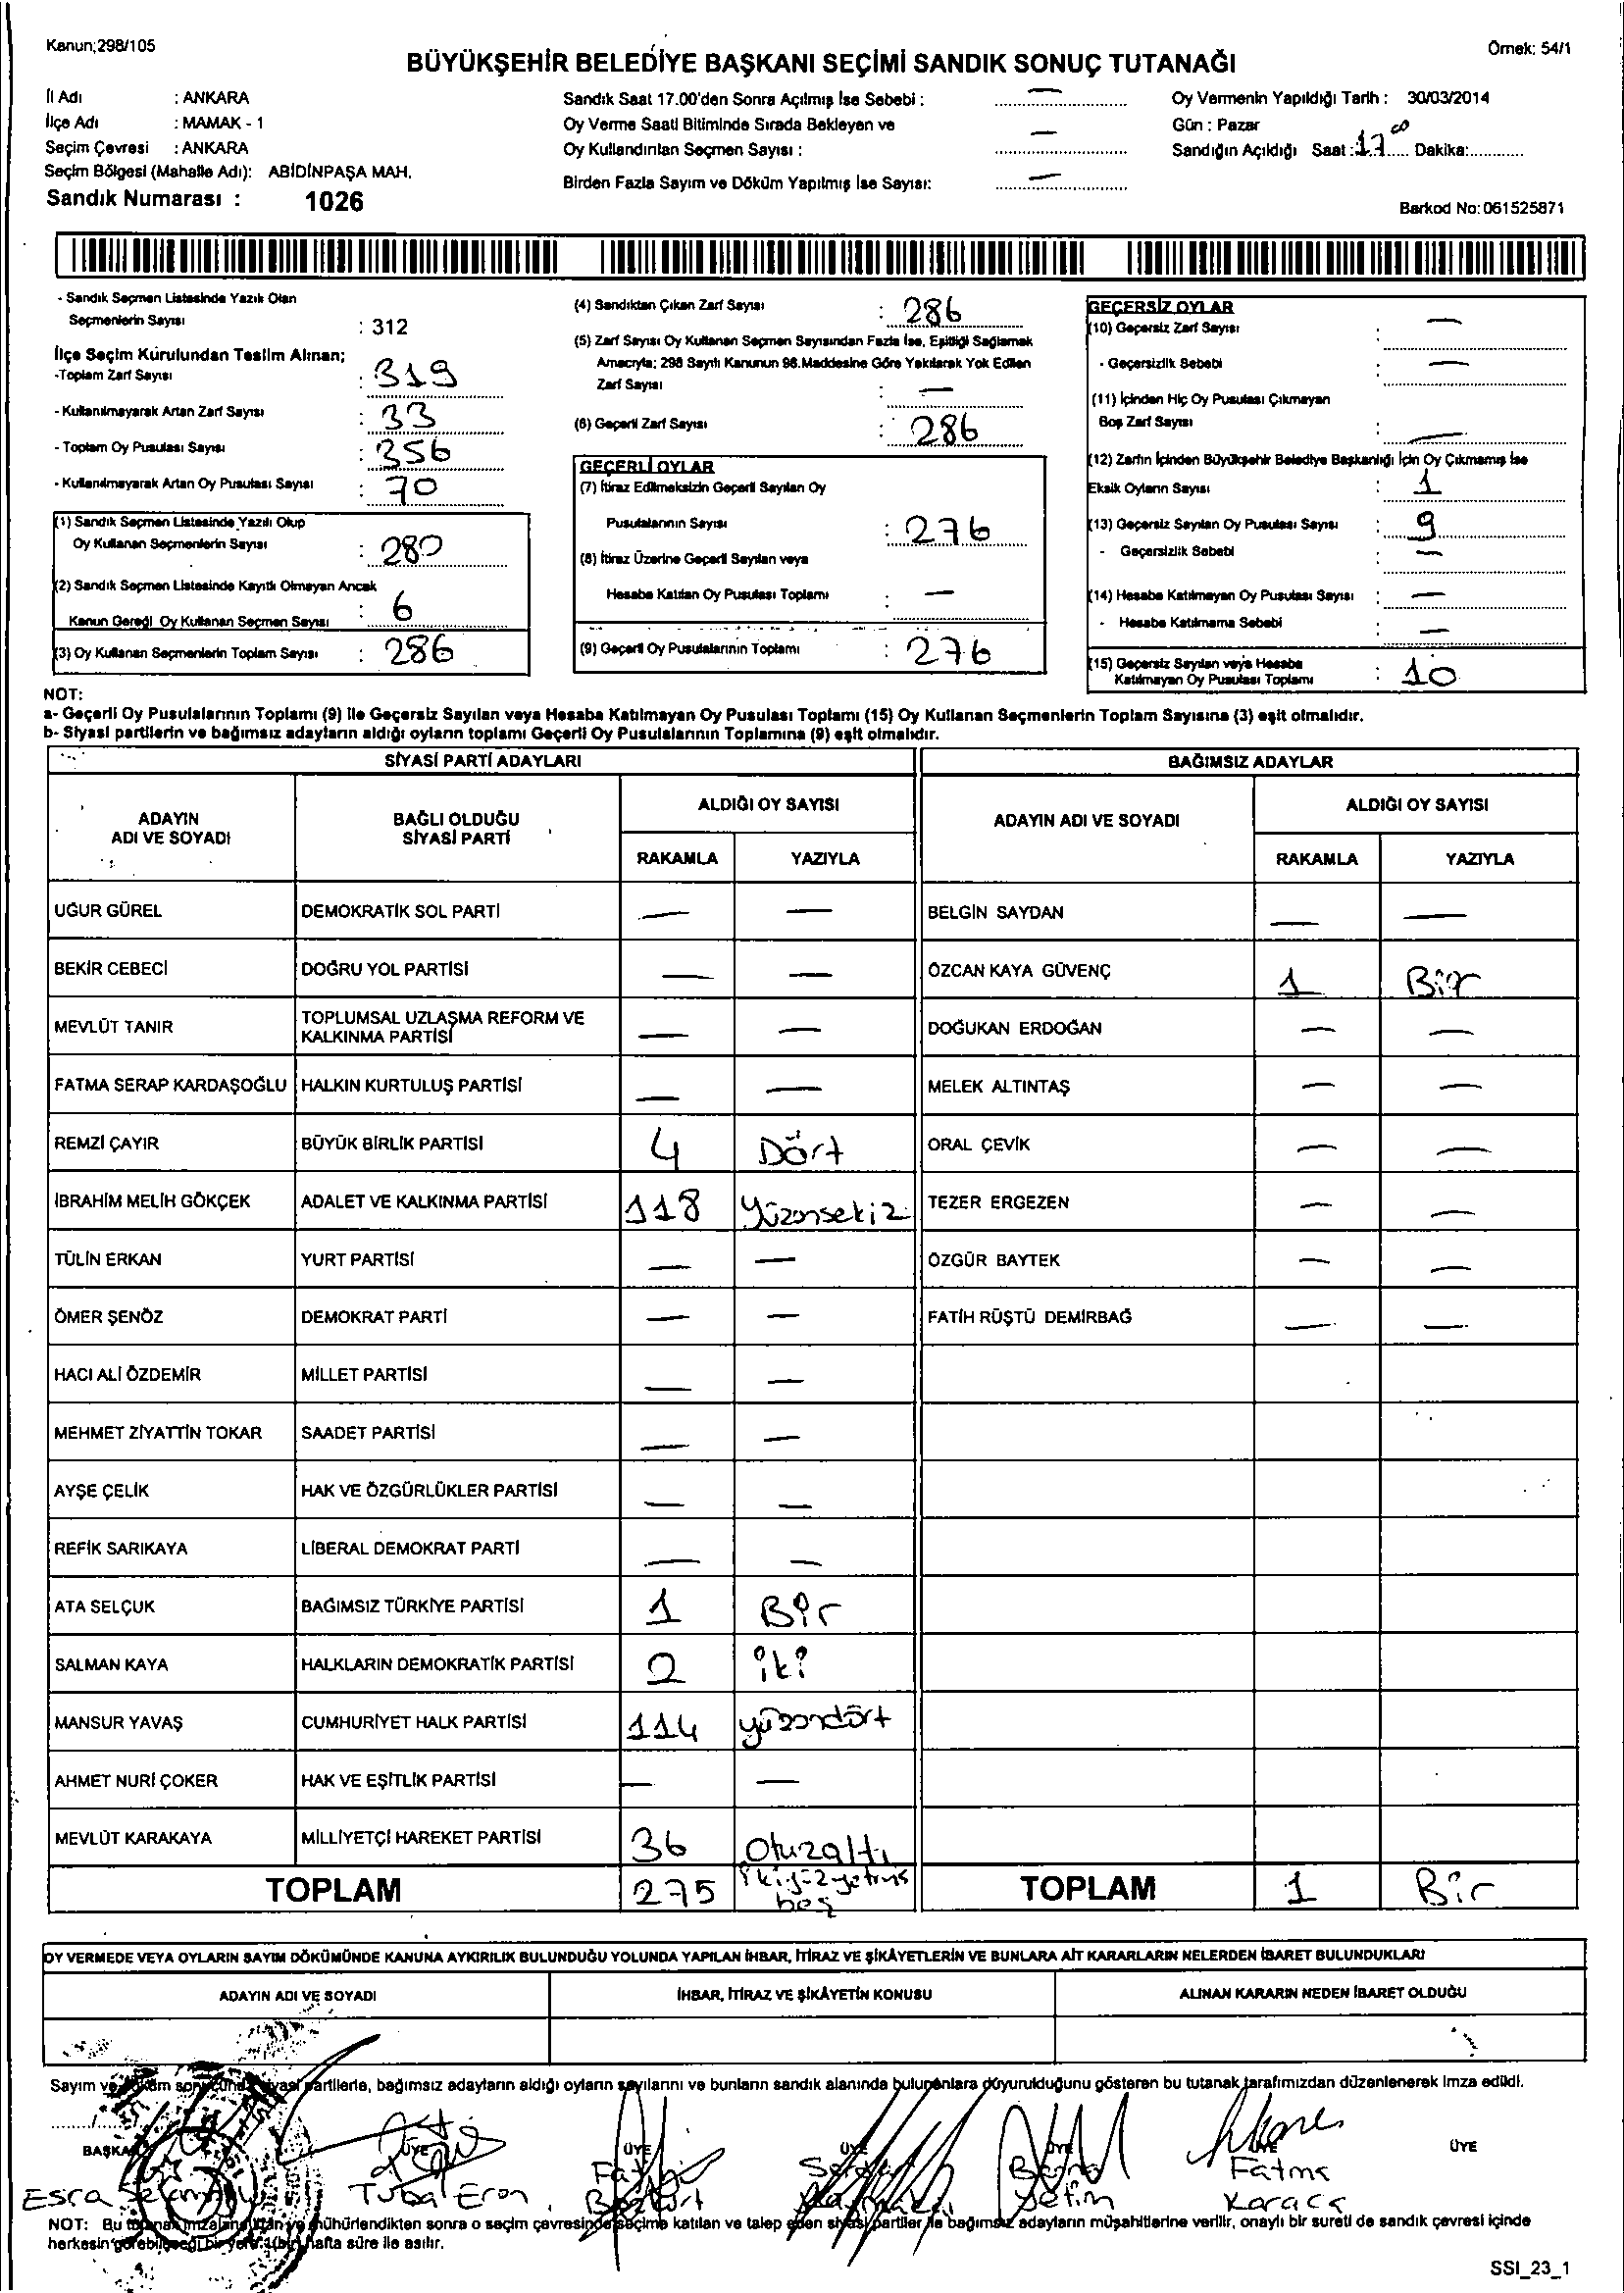 Kanun;298/105
Örnek: 54/1
BÜYÜKŞEHİR BELEDİYE BAŞKANI SEÇİMİ SANDIK SONUÇ TUTANAĞI
İl Adı : ANKARA
İlçe Adı : MAMAK - 1
Seçim Çevresi : ANKARA
Seçim Bölgesi (Mahalle Adı): ABİDİNPAŞA MAH.
Sandık Numarası : 1026
Sandık Saat 17.00'den Sonra Açılmış İse Sebebi : —
Oy Verme Saati Bitiminde Sırada Bekleyen ve
Oy Kullandırılan Seçmen Sayısı : —
Birden Fazla Sayım ve Döküm Yapılmış İse Sayısı: —
Oy Vermenin Yapıldığı Tarih : 30/03/2014
Gün : Pazar
Sandığın Açıldığı Saat :17 00 Dakika:
Barkod No:061525871
- Sandık Seçmen Listesinde Yazılı Olan
Seçmenlerin Sayısı : 312
İlçe Seçim Kurulundan Teslim Alınan;
-Toplam Zarf Sayısı : 319
- Kullanılmayarak Artan Zarf Sayısı : 33
- Toplam Oy Pusulası Sayısı : 356
- Kullanılmayarak Artan Oy Pusulası Sayısı : 70
(1) Sandık Seçmen Listesinde Yazılı Olup
Oy Kullanan Seçmenlerin Sayısı : 280
(2) Sandık Seçmen Listesinde Kayıtlı Olmayan Ancak
Kanun Gereği Oy Kullanan Seçmen Sayısı : 6
(3) Oy Kullanan Seçmenlerin Toplam Sayısı : 286
(4) Sandıktan Çıkan Zarf Sayısı : 286
(5) Zarf Sayısı Oy Kullanan Seçmen Sayısından Fazla İse, Eşitliği Sağlamak
Amacıyla; 298 Sayılı Kanunun 98.Maddesine Göre Yakılarak Yok Edilen
Zarf Sayısı : —
(6) Geçerli Zarf Sayısı : 286
GEÇERLİ OYLAR
(7) İtiraz Edilmeksizin Geçerli Sayılan Oy
Pusulalarının Sayısı : 276
(8) İtiraz Üzerine Geçerli Sayılan veya
Hesaba Katılan Oy Pusulası Toplamı : —
(9) Geçerli Oy Pusulalarının Toplamı : 276
GEÇERSİZ OYLAR
(10) Geçersiz Zarf Sayısı : —
- Geçersizlik Sebebi : —
(11) İçinden Hiç Oy Pusulası Çıkmayan
Boş Zarf Sayısı : —
(12) Zarfın İçinden Büyükşehir Belediye Başkanlığı İçin Oy Çıkmamış İse
Eksik Oyların Sayısı : 1
(13) Geçersiz Sayılan Oy Pusulası Sayısı : 9
- Geçersizlik Sebebi : —
(14) Hesaba Katılmayan Oy Pusulası Sayısı : —
- Hesaba Katılmama Sebebi : —
(15) Geçersiz Sayılan veya Hesaba
Katılmayan Oy Pusulası Toplamı : 10
NOT:
a- Geçerli Oy Pusulalarının Toplamı (9) ile Geçersiz Sayılan veya Hesaba Katılmayan Oy Pusulası Toplamı (15) Oy Kullanan Seçmenlerin Toplam Sayısına (3) eşit olmalıdır.
b- Siyasi partilerin ve bağımsız adayların aldığı oyların toplamı Geçerli Oy Pusulalarının Toplamına (9) eşit olmalıdır.
SİYASİ PARTİ ADAYLARI
BAĞIMSIZ ADAYLAR
ADAYIN ADI VE SOYADI
BAĞLI OLDUĞU SİYASİ PARTİ
ALDIĞI OY SAYISI
RAKAMLA YAZIYLA
ADAYIN ADI VE SOYADI
ALDIĞI OY SAYISI
RAKAMLA YAZIYLA
UĞUR GÜREL DEMOKRATİK SOL PARTİ — — BELGİN SAYDAN — —
BEKİR CEBECİ DOĞRU YOL PARTİSİ — — ÖZCAN KAYA GÜVENÇ 1 Bir
MEVLÜT TANIR TOPLUMSAL UZLAŞMA REFORM VE KALKINMA PARTİSİ — — DOĞUKAN ERDOĞAN — —
FATMA SERAP KARDAŞOĞLU HALKIN KURTULUŞ PARTİSİ — — MELEK ALTINTAŞ — —
REMZİ ÇAYIR BÜYÜK BİRLİK PARTİSİ 4 Dört ORAL ÇEVİK — —
İBRAHİM MELİH GÖKÇEK ADALET VE KALKINMA PARTİSİ 118 Yüzonsekiz TEZER ERGEZEN — —
TÜLİN ERKAN YURT PARTİSİ — — ÖZGÜR BAYTEK — —
ÖMER ŞENÖZ DEMOKRAT PARTİ — — FATİH RÜŞTÜ DEMİRBAĞ — —
HACI ALİ ÖZDEMİR MİLLET PARTİSİ — —
MEHMET ZİYATTİN TOKAR SAADET PARTİSİ — —
AYŞE ÇELİK HAK VE ÖZGÜRLÜKLER PARTİSİ — —
REFİK SARIKAYA LİBERAL DEMOKRAT PARTİ — —
ATA SELÇUK BAĞIMSIZ TÜRKİYE PARTİSİ 1 Bir
SALMAN KAYA HALKLARIN DEMOKRATİK PARTİSİ 2 iki
MANSUR YAVAŞ CUMHURİYET HALK PARTİSİ 114 yüzondört
AHMET NURİ ÇOKER HAK VE EŞİTLİK PARTİSİ — —
MEVLÜT KARAKAYA MİLLİYETÇİ HAREKET PARTİSİ 36 Otuzaltı
TOPLAM 275 ikiyüzyetmiş beş TOPLAM 1 Bir
OY VERMEDE VEYA OYLARIN SAYIM DÖKÜMÜNDE KANUNA AYKIRILIK BULUNDUĞU YOLUNDA YAPILAN İHBAR, İTİRAZ VE ŞİKÂYETLERİN VE BUNLARA AİT KARARLARIN NELERDEN İBARET BULUNDUKLARI
ADAYIN ADI VE SOYADI İHBAR, İTİRAZ VE ŞİKÂYETİN KONUSU ALINAN KARARIN NEDEN İBARET OLDUĞU
Sayım ve döküm sonucunda siyasi partilerle, bağımsız adayların aldığı oyların sayılarını ve bunların sandık alanında bulunanlara duyurulduğunu gösteren bu tutanak tarafımızdan düzenlenerek imza edildi.
BAŞKAN ÜYE ÜYE ÜYE ÜYE ÜYE ÜYE
Esra
Tuba Eron
Bozkurt
Yetim
Fatma Karaca
NOT: Bu tutanak imzalandıktan ve mühürlendikten sonra o seçim çevresinde seçime katılan ve talep eden siyasi partiler ile bağımsız adayların müşahitlerine verilir, onaylı bir sureti de sandık çevresi içinde
herkesin görebileceği bir yere 1(bir) hafta süre ile asılır.
SSI_23_1